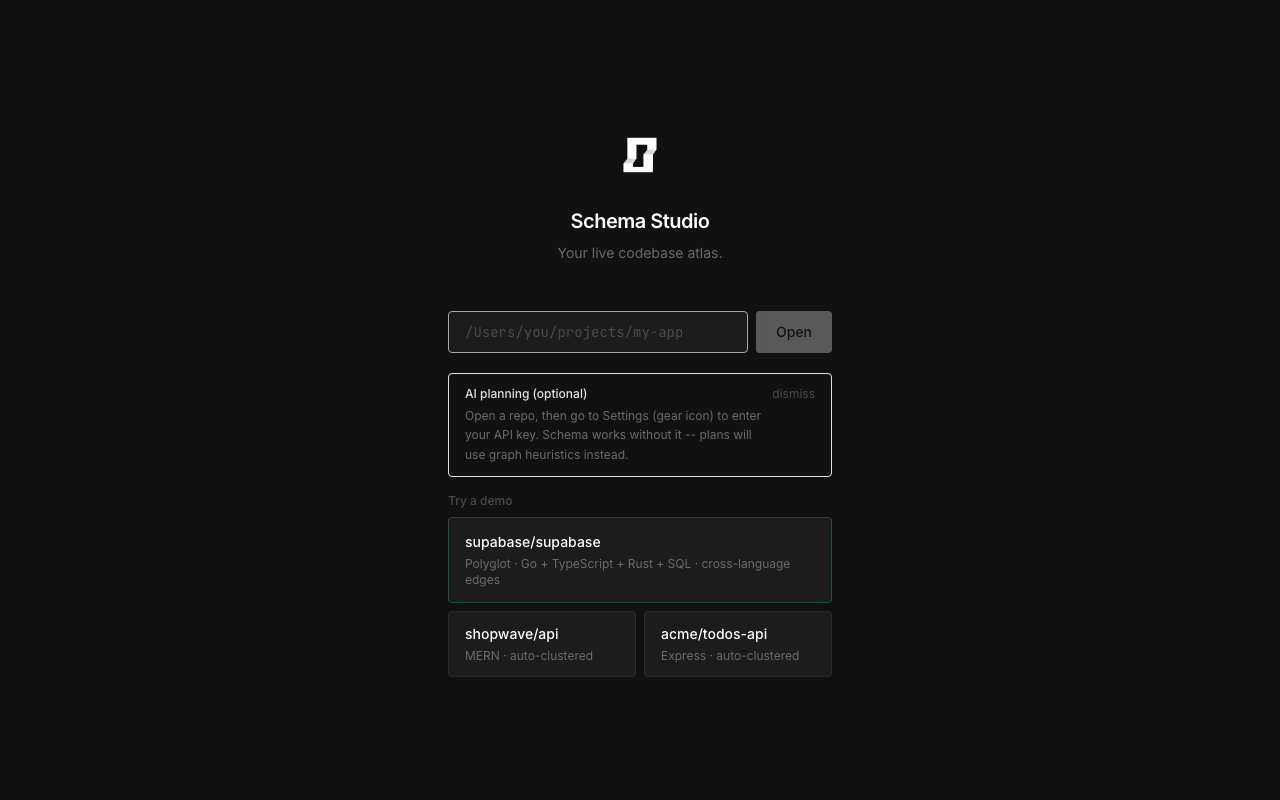 Schema Studio
Your live codebase atlas.
/Users/you/projects/my-app
Open
AI planning (optional)
dismiss
Open a repo, then go to Settings (gear icon) to enter
your API key. Schema works without it -- plans will
use graph heuristics instead.
Try a demo
supabase/supabase
Polyglot · Go + TypeScript + Rust + SQL · cross-language
edges
shopwave/api
MERN · auto-clustered
acme/todos-api
Express · auto-clustered